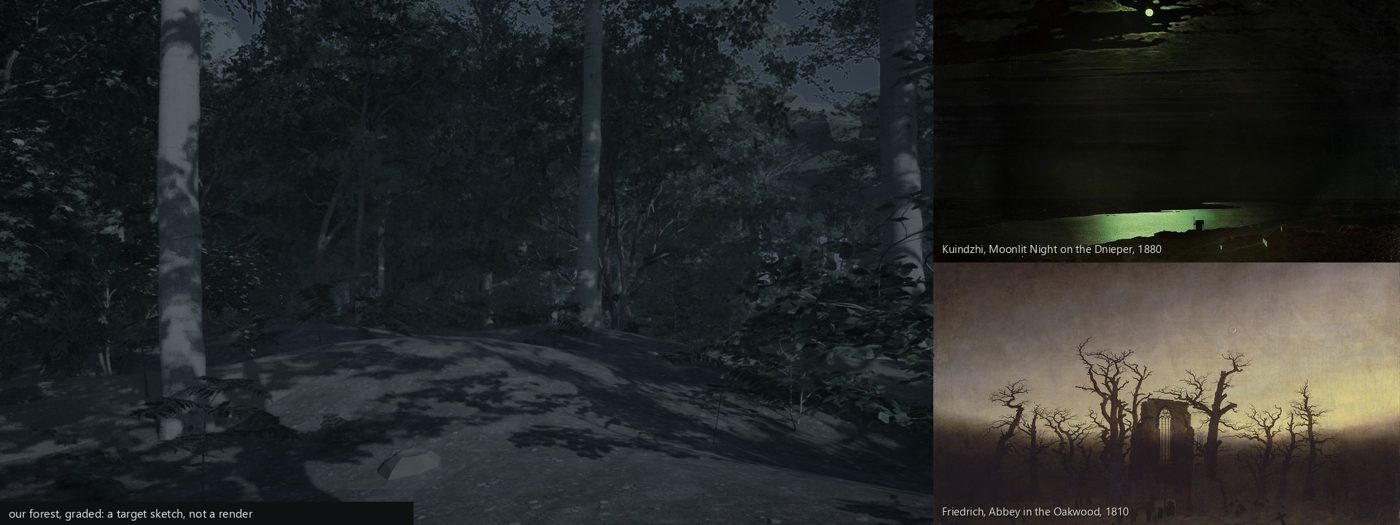 our forest, graded: a target sketch, not a render
Kuindzhi, Moonlit Night on the Dnieper, 1880
Friedrich, Abbey in the Oakwood, 1810